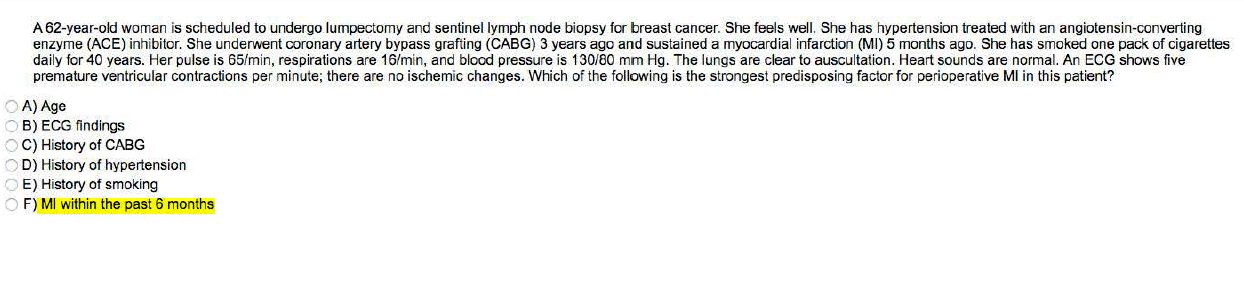 A 62-year-old woman is scheduled to undergo lumpectomy and sentinel lymph node biopsy for breast cancer. She feels well. She has hypertension treated with an angiotensin-converting
enzyme (ACE) inhibitor. She underwent coronary artery bypass grafting (CABG) 3 years ago and sustained a myocardial infarction (MI) 5 months ago. She has smoked one pack of cigarettes
daily for 40 years. Her pulse is 65/min, respirations are 16/min, and blood pressure is 130/80 mm Hg. The lungs are clear to auscultation. Heart sounds are normal. An ECG shows five
premature ventricular contractions per minute; there are no ischemic changes. Which of the following is the strongest predisposing factor for perioperative MI in this patient?
A) Age
B) ECG findings
C) History of CABG
D) History of hypertension
E) History of smoking
F) MI within the past 6 months